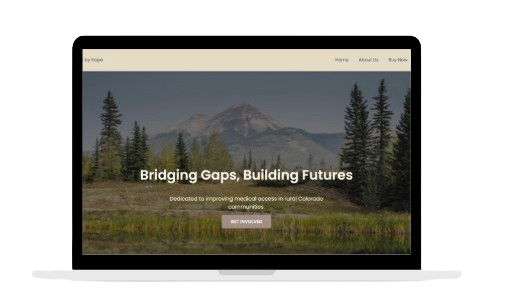 by Hope
Home About Us Buy Now
Bridging Gaps, Building Futures
Dedicated to improving medical access in rural Colorado
communities.
GET INVOLVED